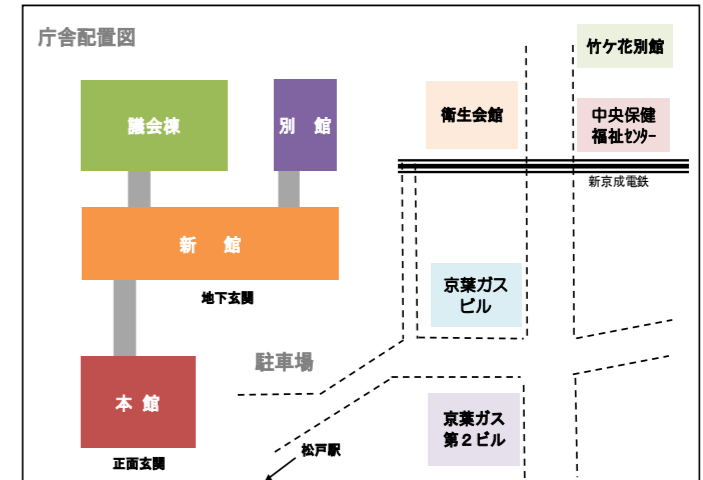 庁舎配置図
竹ケ花別館
議会棟
別 館
衛生会館
中央保健
福祉ｾﾝﾀｰ
新京成電鉄
新 館
地下玄関
京葉ガス
ビル
駐車場
本 館
京葉ガス
第２ビル
松戸駅
正面玄関